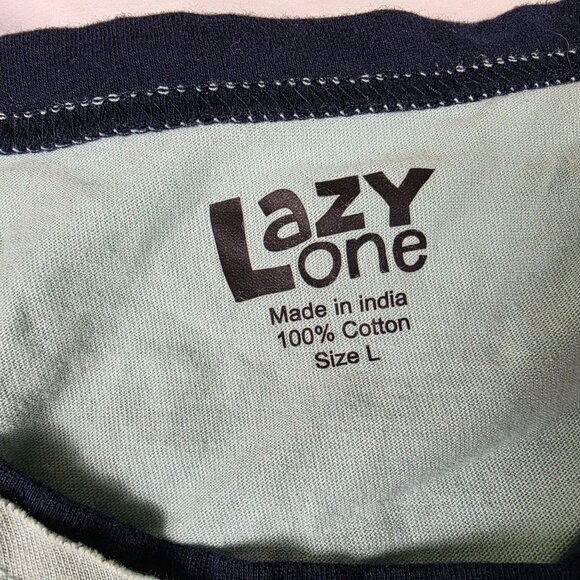 Lazy
one
Made in india
100% Cotton
Size L